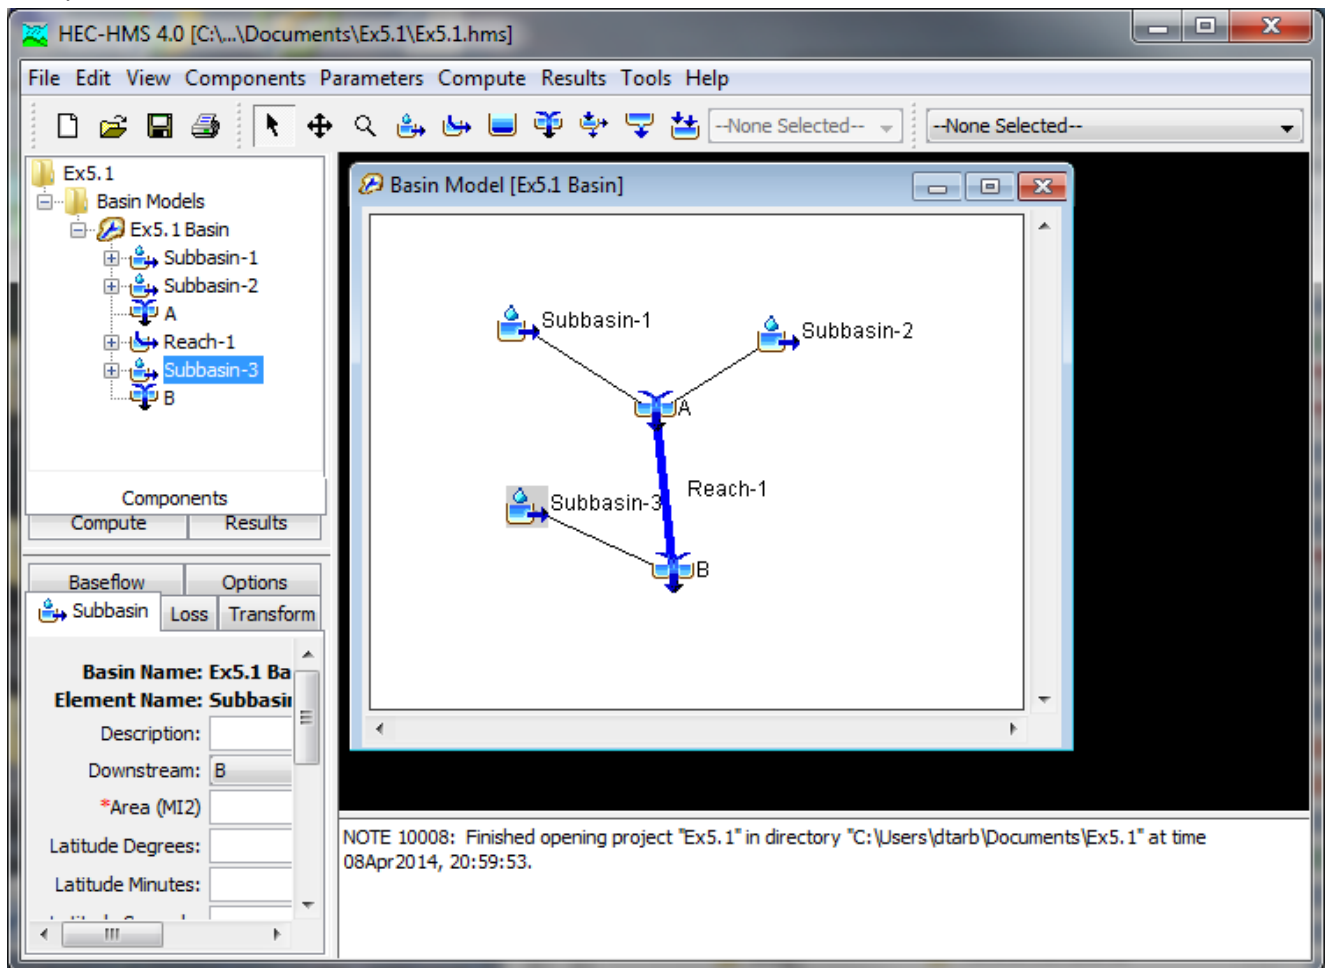 HEC-HMS 4.0 [C:\...\Documents\Ex5.1\Ex5.1.hms]
File Edit View Components Parameters Compute Results Tools Help
--None Selected-- --None Selected--
Ex5.1
Basin Models
Ex5.1 Basin
Subbasin-1
Subbasin-2
A
Reach-1
Subbasin-3
B
Components
Compute Results
Baseflow Options
Subbasin Loss Transform
Basin Name: Ex5.1 Ba
Element Name: Subbasin
Description:
Downstream: B
*Area (MI2)
Latitude Degrees:
Latitude Minutes:
Basin Model [Ex5.1 Basin]
Subbasin-1
Subbasin-2
A
Reach-1
Subbasin-3
B
NOTE 10008: Finished opening project "Ex5.1" in directory "C:\Users\dtarb\Documents\Ex5.1" at time
08Apr2014, 20:59:53.